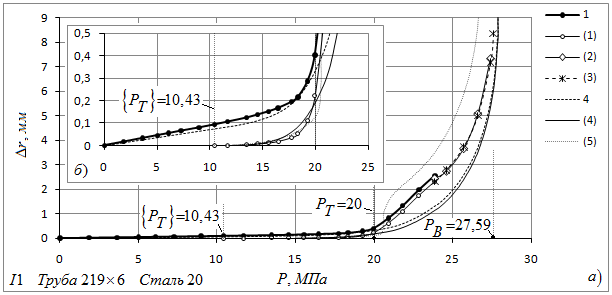 9
8
7
6
5
4
3
2
1
0
Δr, мм
0,5
0,4
0,3
0,2
0,1
0
{P_T}=10,43
б)
0 5 10 15 20 25
{P_T}=10,43
P_T=20
P_B=27,59
0 5 10 15 20 25 30
I1 Труба 219×6 Сталь 20 P, МПа а)
1
(1)
(2)
(3)
4
(4)
(5)